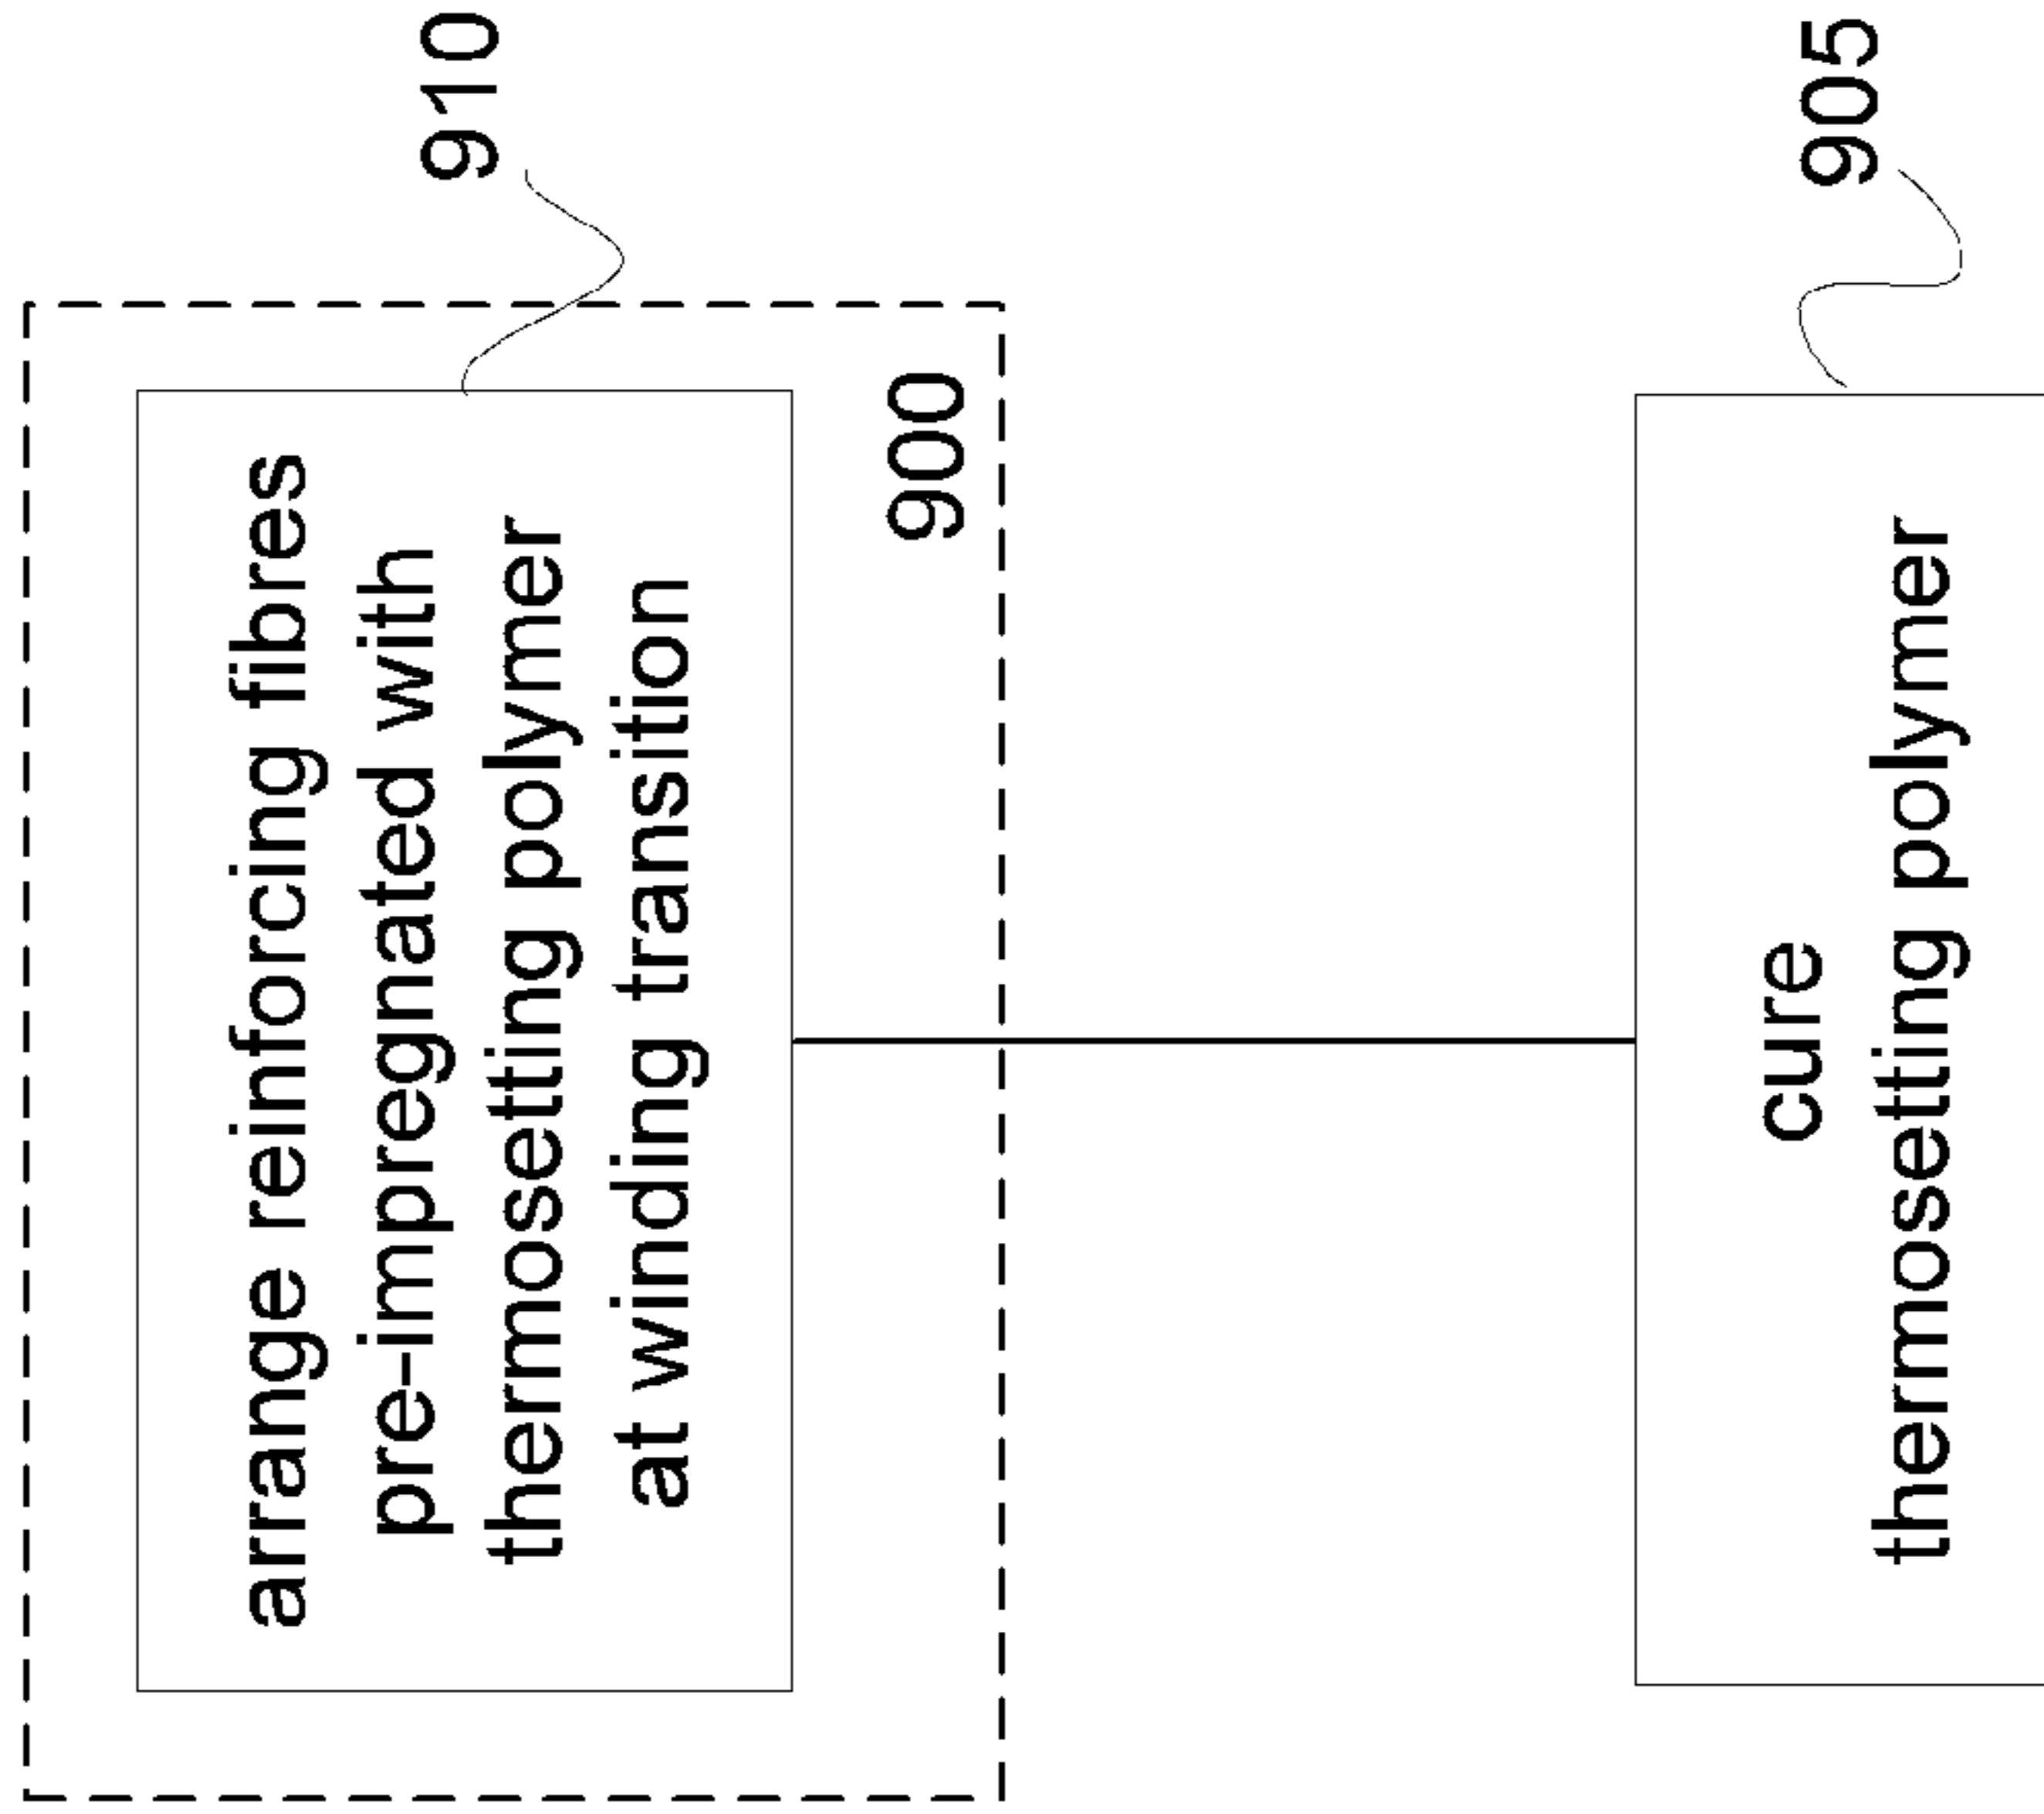 910
arrange reinforcing fibres
pre-impregnated with
thermosetting polymer
at winding transition
900
905
cure
thermosetting polymer